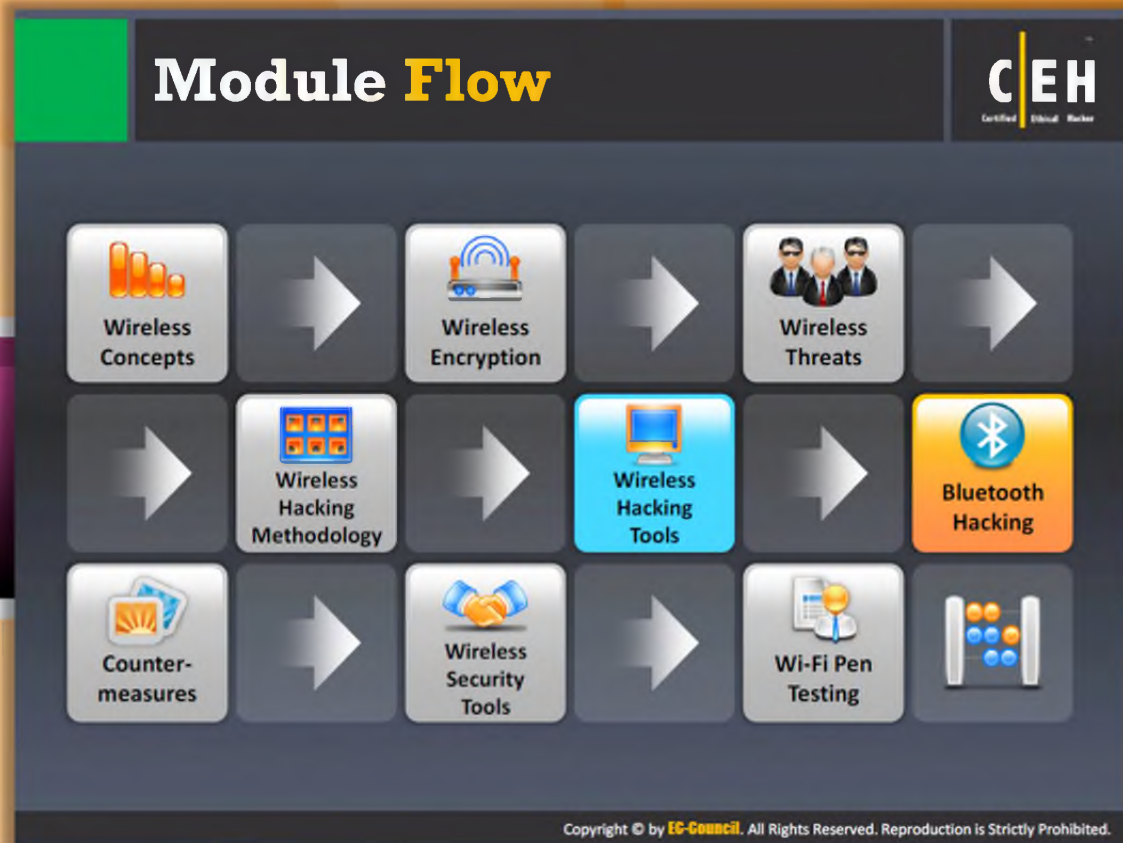 Module Flow
C EH
Certified Ethical Hacker
Wireless
Concepts
Wireless
Encryption
Wireless
Threats
Wireless
Hacking
Methodology
Wireless
Hacking
Tools
Bluetooth
Hacking
Counter-
measures
Wireless
Security
Tools
Wi-Fi Pen
Testing
Copyright © by EC-Council. All Rights Reserved. Reproduction is Strictly Prohibited.